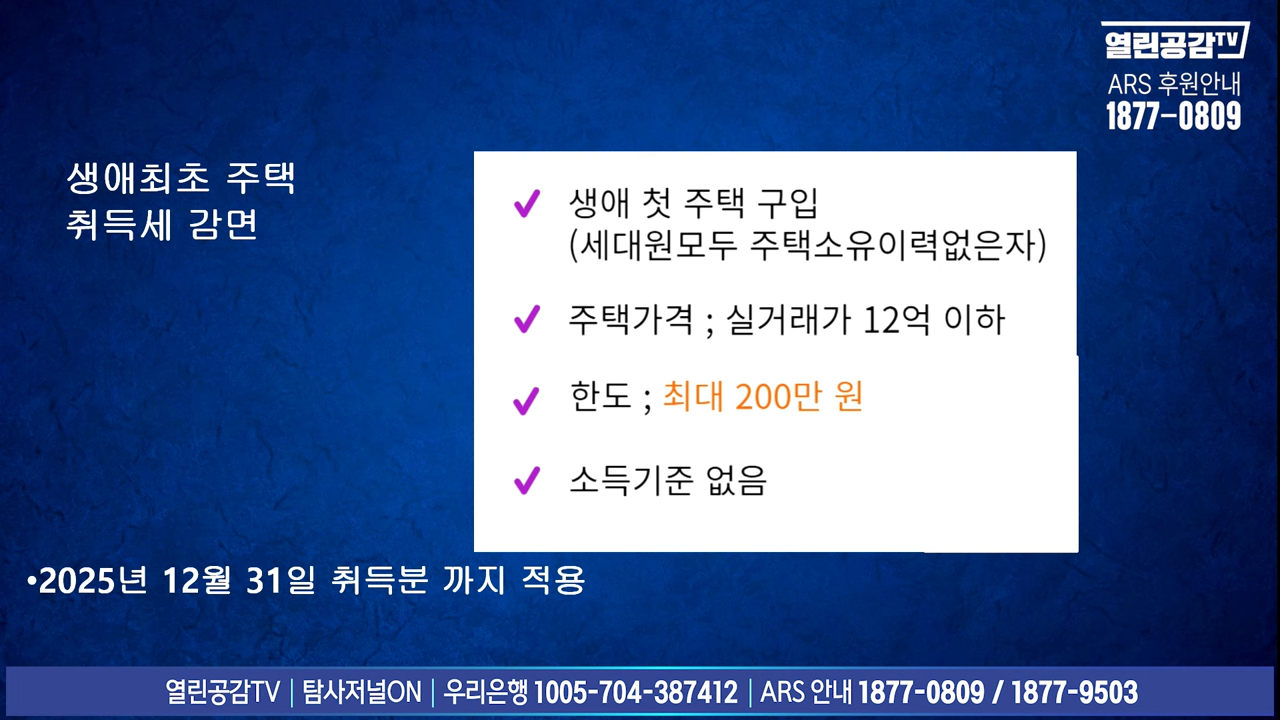 열린공감TV
ARS 후원안내
1877-0809
생애최초 주택
취득세 감면
✔ 생애 첫 주택 구입
(세대원모두 주택소유이력없은자)
✔ 주택가격 ; 실거래가 12억 이하
✔ 한도 ; 최대 200만 원
✔ 소득기준 없음
•2025년 12월 31일 취득분 까지 적용
열린공감TV | 탐사저널ON | 우리은행 1005-704-387412 | ARS 안내 1877-0809 / 1877-9503